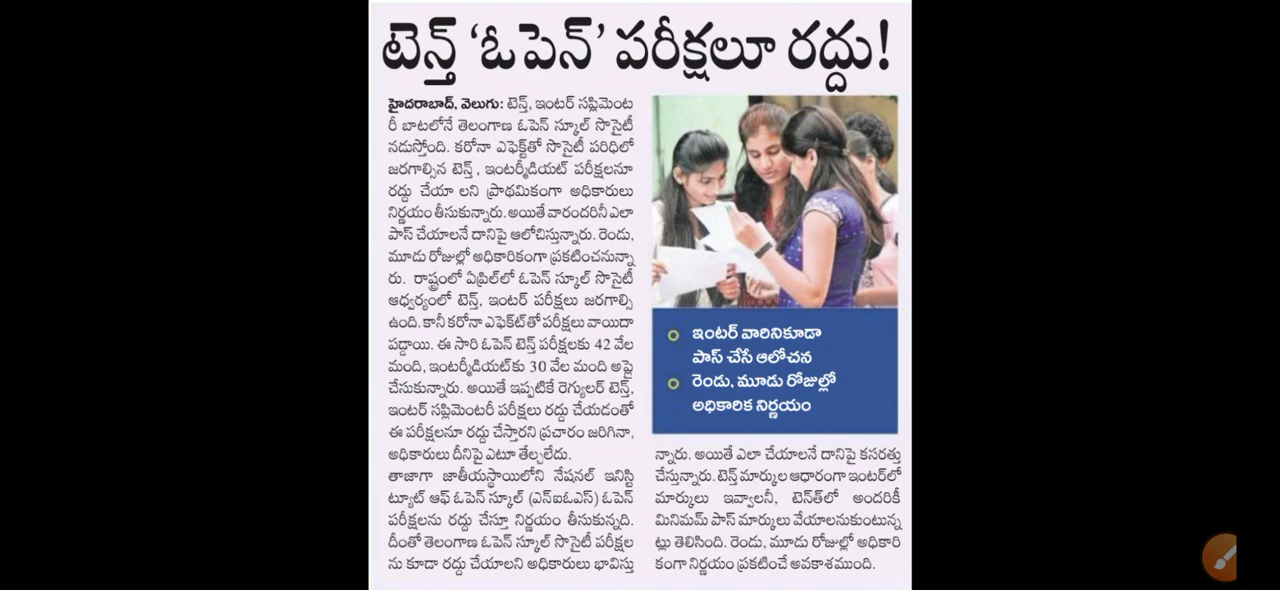 టెన్త్ ‘ఓపెన్’ పరీక్షలూ రద్దు!
హైదరాబాద్, వెలుగు: టెన్త్, ఇంటర్ సప్లిమెంట
రీ బాటలోనే తెలంగాణ ఓపెన్ స్కూల్ సొసైటీ
నడుస్తోంది. కరోనా ఎఫెక్ట్‌తో సొసైటీ పరిధిలో
జరగాల్సిన టెన్త్ , ఇంటర్మీడియట్ పరీక్షలనూ
రద్దు చేయా లని ప్రాథమికంగా అధికారులు
నిర్ణయం తీసుకున్నారు. అయితే వారందరినీ ఎలా
పాస్ చేయాలనే దానిపై ఆలోచిస్తున్నారు. రెండు,
మూడు రోజుల్లో అధికారికంగా ప్రకటించనున్నా
రు. రాష్ట్రంలో ఏప్రిల్‌లో ఓపెన్ స్కూల్ సొసైటీ
ఆధ్వర్యంలో టెన్త్, ఇంటర్ పరీక్షలు జరగాల్సి
ఉంది. కానీ కరోనా ఎఫెక్ట్‌తో పరీక్షలు వాయిదా
పడ్డాయి. ఈ సారి ఓపెన్ టెన్త్ పరీక్షలకు 42 వేల
మంది, ఇంటర్మీడియట్‌కు 30 వేల మంది అప్లై
చేసుకున్నారు. అయితే ఇప్పటికే రెగ్యులర్ టెన్త్,
ఇంటర్ సప్లిమెంటరీ పరీక్షలు రద్దు చేయడంతో
ఈ పరీక్షలనూ రద్దు చేస్తారని ప్రచారం జరిగినా,
అధికారులు దీనిపై ఎటూ తేల్చలేదు.
తాజాగా జాతీయస్థాయిలోని నేషనల్ ఇనిస్టి
ట్యూట్ ఆఫ్ ఓపెన్ స్కూల్ (ఎన్ఐఓఎస్) ఓపెన్
పరీక్షలను రద్దు చేస్తూ నిర్ణయం తీసుకున్నది.
దీంతో తెలంగాణ ఓపెన్ స్కూల్ సొసైటీ పరీక్షల
ను కూడా రద్దు చేయాలని అధికారులు భావిస్తు
ఇంటర్ వారినికూడా
పాస్ చేసే ఆలోచన
రెండు, మూడు రోజుల్లో
అధికారిక నిర్ణయం
న్నారు. అయితే ఎలా చేయాలనే దానిపై కసరత్తు
చేస్తున్నారు. టెన్త్ మార్కుల ఆధారంగా ఇంటర్‌లో
మార్కులు ఇవ్వాలనీ, టెన్త్‌లో అందరికీ
మినిమమ్ పాస్ మార్కులు వేయాలనుకుంటున్న
ట్లు తెలిసింది. రెండు, మూడు రోజుల్లో అధికారి
కంగా నిర్ణయం ప్రకటించే అవకాశముంది.